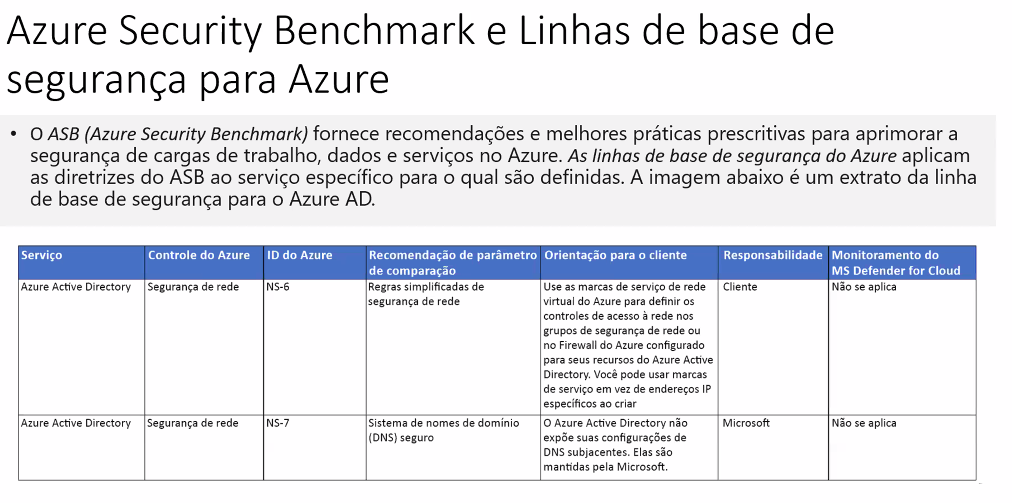 Azure Security Benchmark e Linhas de base de
segurança para Azure
• O ASB (Azure Security Benchmark) fornece recomendações e melhores práticas prescritivas para aprimorar a
segurança de cargas de trabalho, dados e serviços no Azure. As linhas de base de segurança do Azure aplicam
as diretrizes do ASB ao serviço específico para o qual são definidas. A imagem abaixo é um extrato da linha
de base de segurança para o Azure AD.
Serviço
Controle do Azure
ID do Azure
Recomendação de parâmetro
de comparação
Orientação para o cliente
Responsabilidade
Monitoramento do
MS Defender for Cloud
Azure Active Directory
Segurança de rede
NS-6
Regras simplificadas de
segurança de rede
Use as marcas de serviço de rede
virtual do Azure para definir os
controles de acesso à rede nos
grupos de segurança de rede ou
no Firewall do Azure configurado
para seus recursos do Azure Active
Directory. Você pode usar marcas
de serviço em vez de endereços IP
específicos ao criar
Cliente
Não se aplica
Azure Active Directory
Segurança de rede
NS-7
Sistema de nomes de domínio
(DNS) seguro
O Azure Active Directory não
expõe suas configurações de
DNS subjacentes. Elas são
mantidas pela Microsoft.
Microsoft
Não se aplica